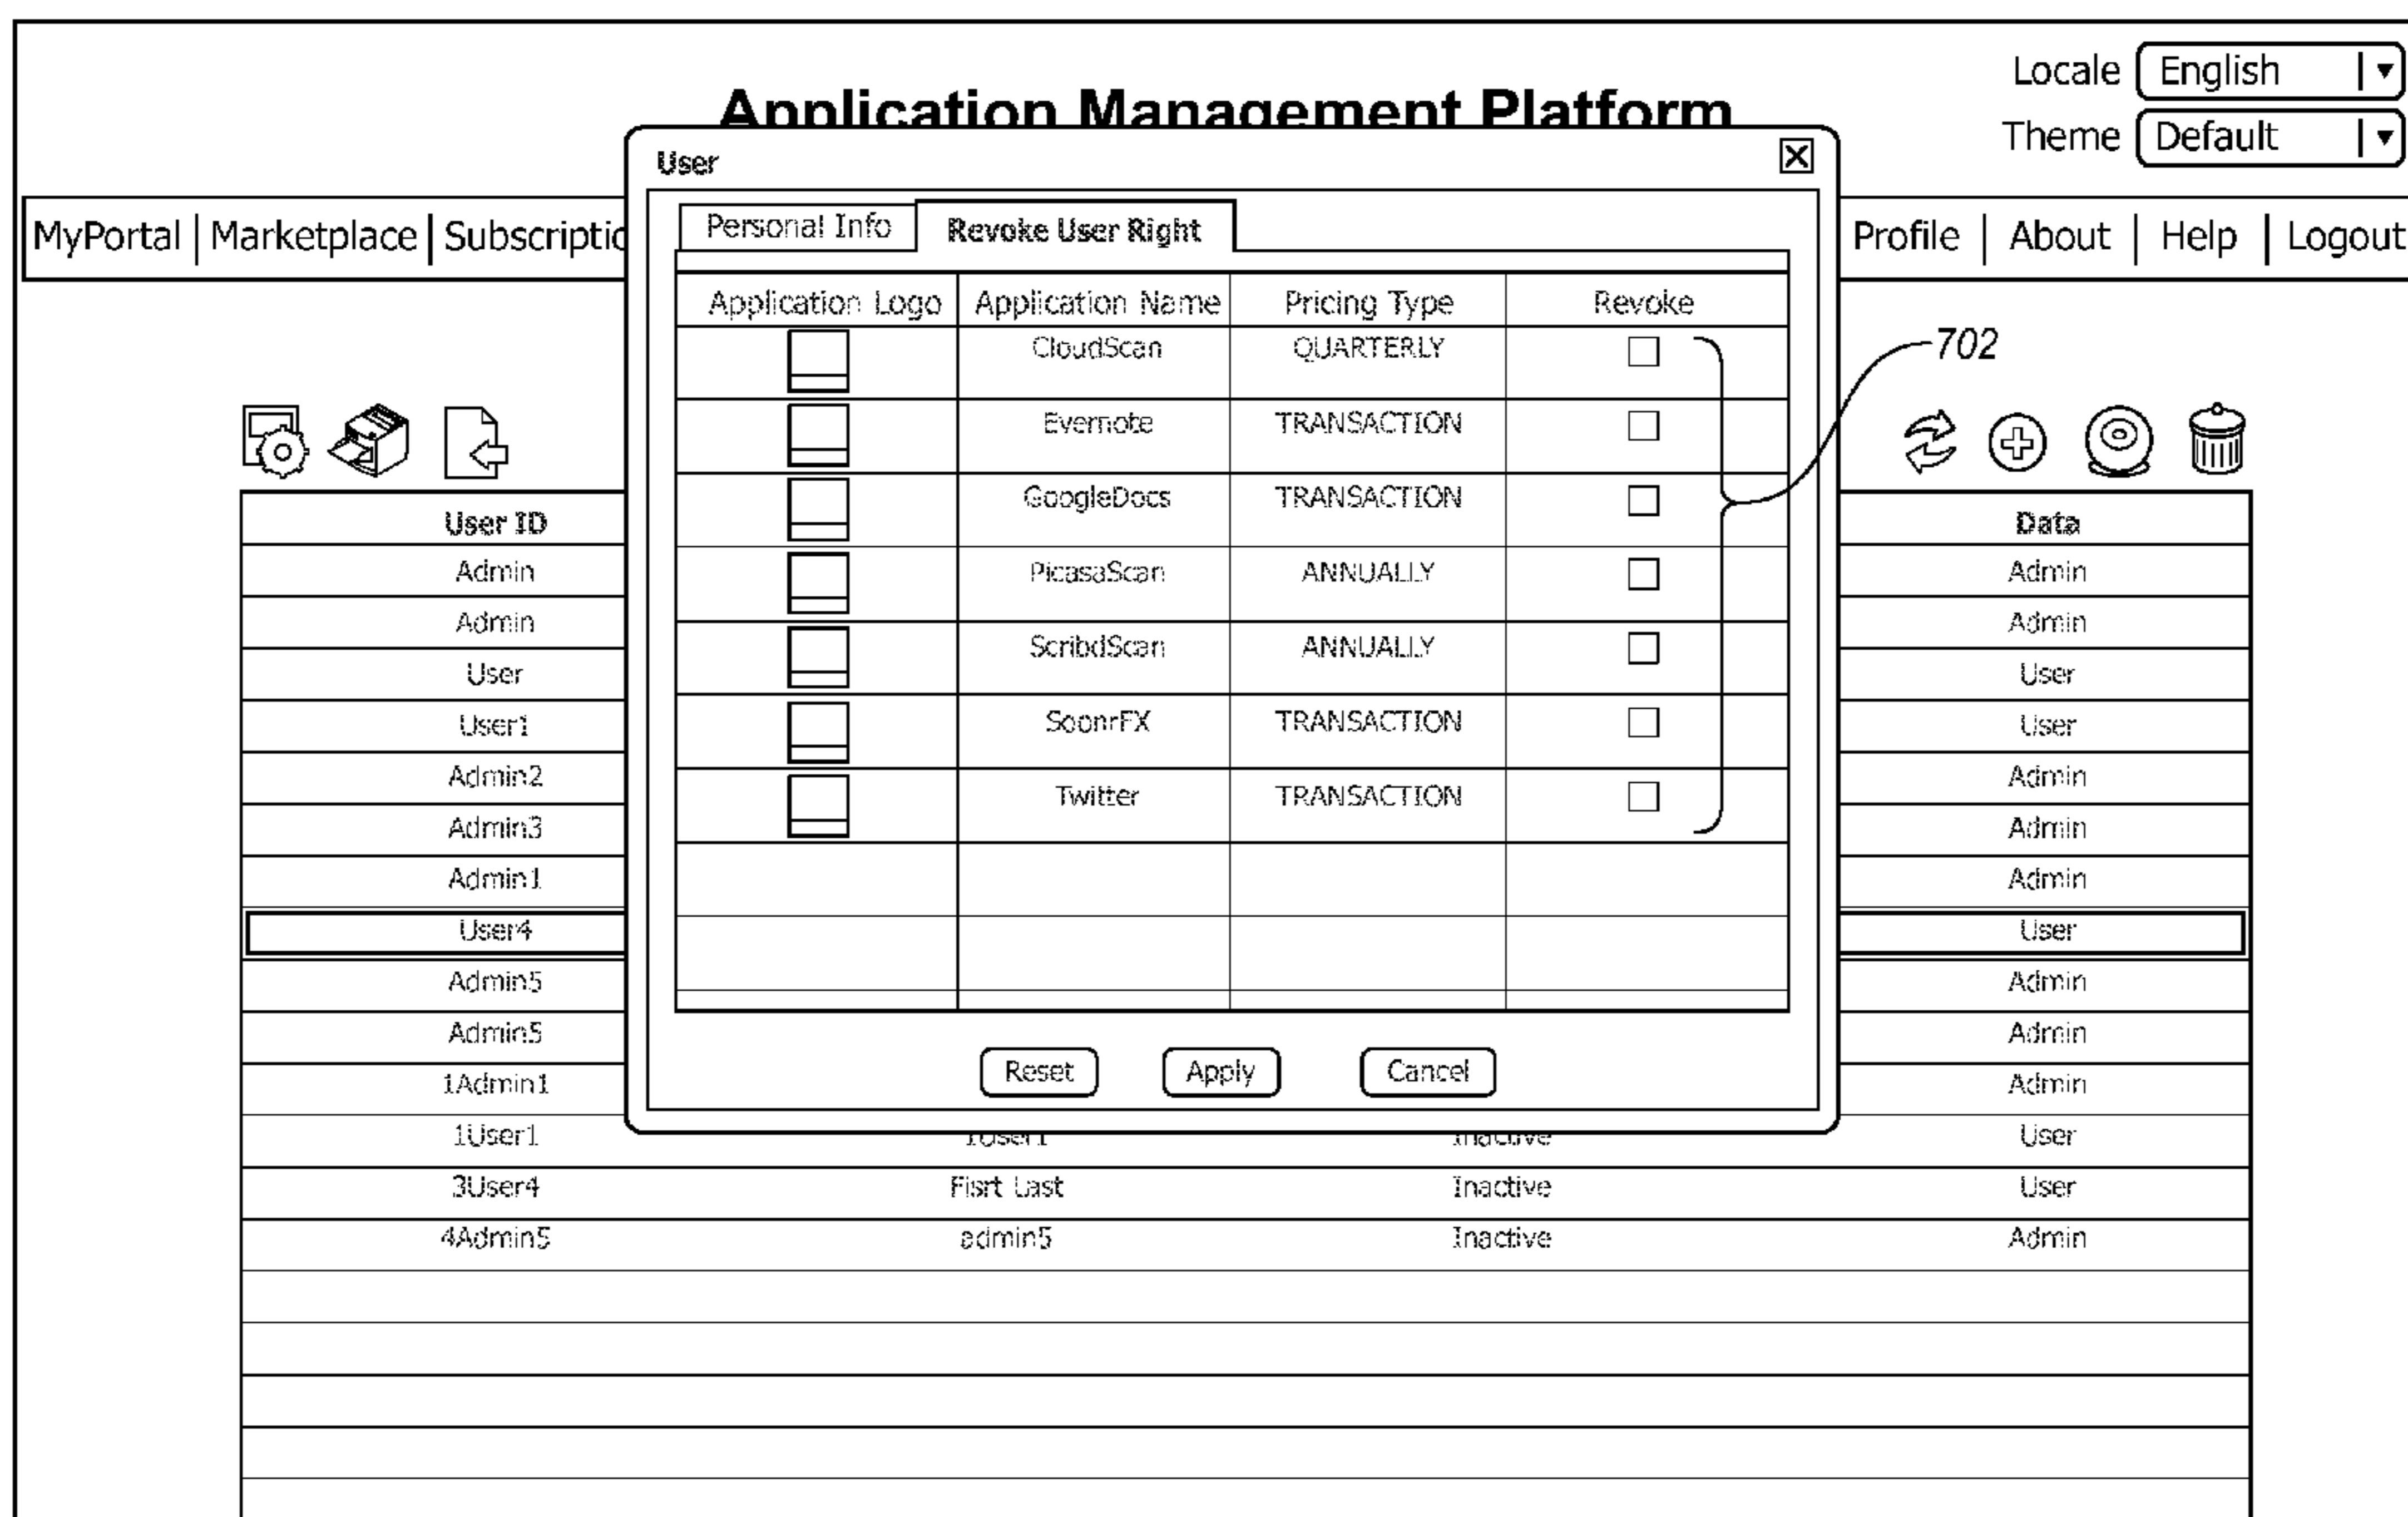 Locale English
Application Management Platform
Theme Default
User
MyPortal | Marketplace | Subscriptio
Profile | About | Help | Logout
Personal Info Revoke User Right
Application Logo Application Name Pricing Type Revoke
CloudScan QUARTERLY
702
Evernote TRANSACTION
GoogleDocs TRANSACTION
PicasaScan ANNUALLY
ScribdScan ANNUALLY
SoonrFX TRANSACTION
Twitter TRANSACTION
Reset Apply Cancel
User ID Data
Admin Admin
Admin Admin
User User
User1 User
Admin2 Admin
Admin3 Admin
Admin1 Admin
User4 User
Admin5 Admin
Admin5 Admin
1Admin1 Admin
1User1 1User1 Inactive User
3User4 Fisrt Last Inactive User
4Admin5 admin5 Inactive Admin